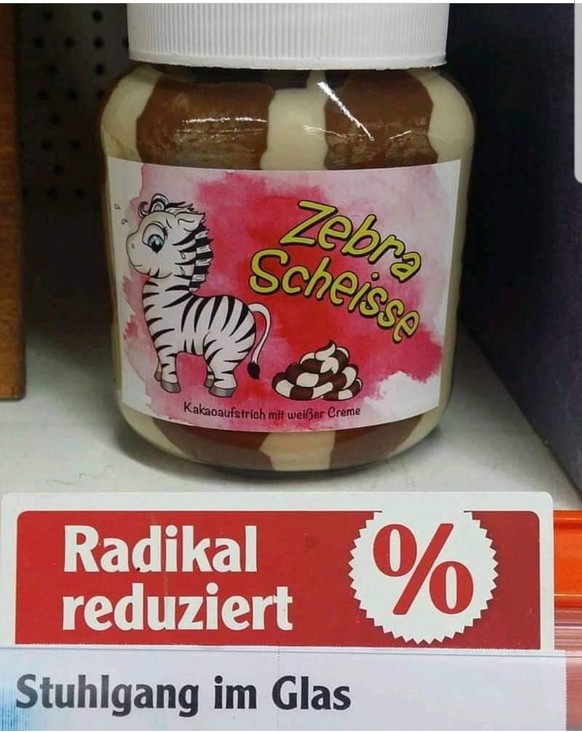 Zebra
Scheisse
Kakaoaufstrich mit weißer Creme
Radikal
reduziert
%
Stuhlgang im Glas